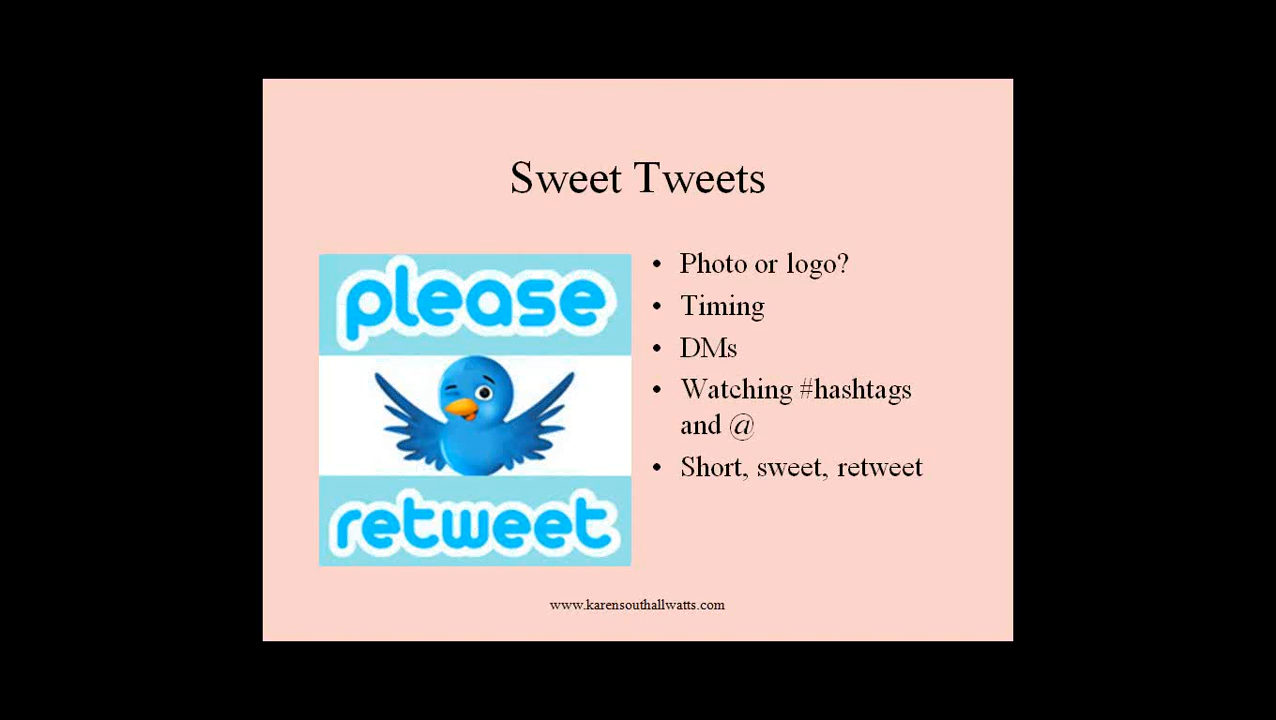 Sweet Tweets
please
retweet
• Photo or logo?
• Timing
• DMs
• Watching #hashtags
and @
• Short, sweet, retweet
www.karensouthallwatts.com